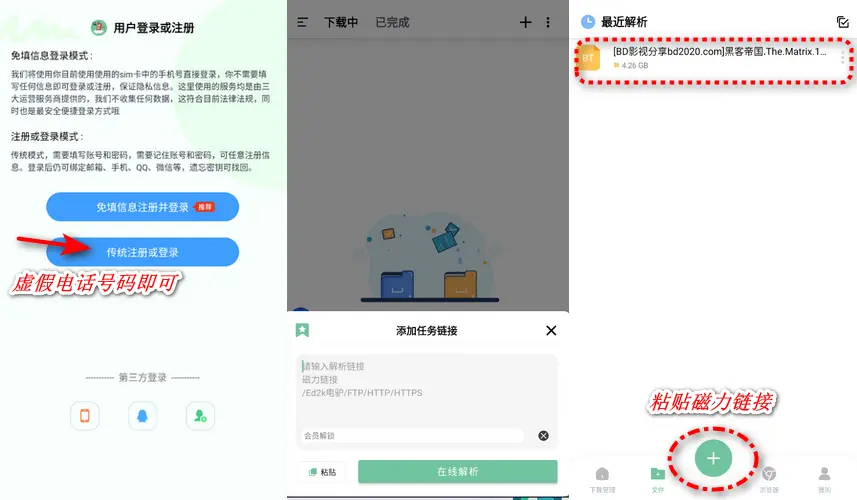 用户登录或注册
免填信息登录模式：
我们将使用你目前使用使用的sim卡中的手机号直接登录，你不需要填
写任何信息即可登录或注册，保证隐私信息。这里使用的服务均是由三
大运营服务商提供的，我们不收集任何数据，这符合目前法律法规，同
时也是最安全便捷登录方式哦
注册或登录模式：
传统模式，需要填写账号和密码，需要记住账号和密码，可任意注册信
息。登录后仍可绑定邮箱、手机、QQ、微信等，遗忘密钥可找回。
免填信息注册并登录 推荐
传统注册或登录
虚假电话号码即可
第三方登录
下载中 已完成
添加任务链接
请输入解析链接
磁力链接
/Ed2k电驴/FTP/HTTP/HTTPS
会员解锁
粘贴 在线解析
最近解析
BT
[BD影视分享bd2020.com]黑客帝国.The.Matrix.1...
4.26 GB
粘贴磁力链接
下载管理 文件 浏览器 我的